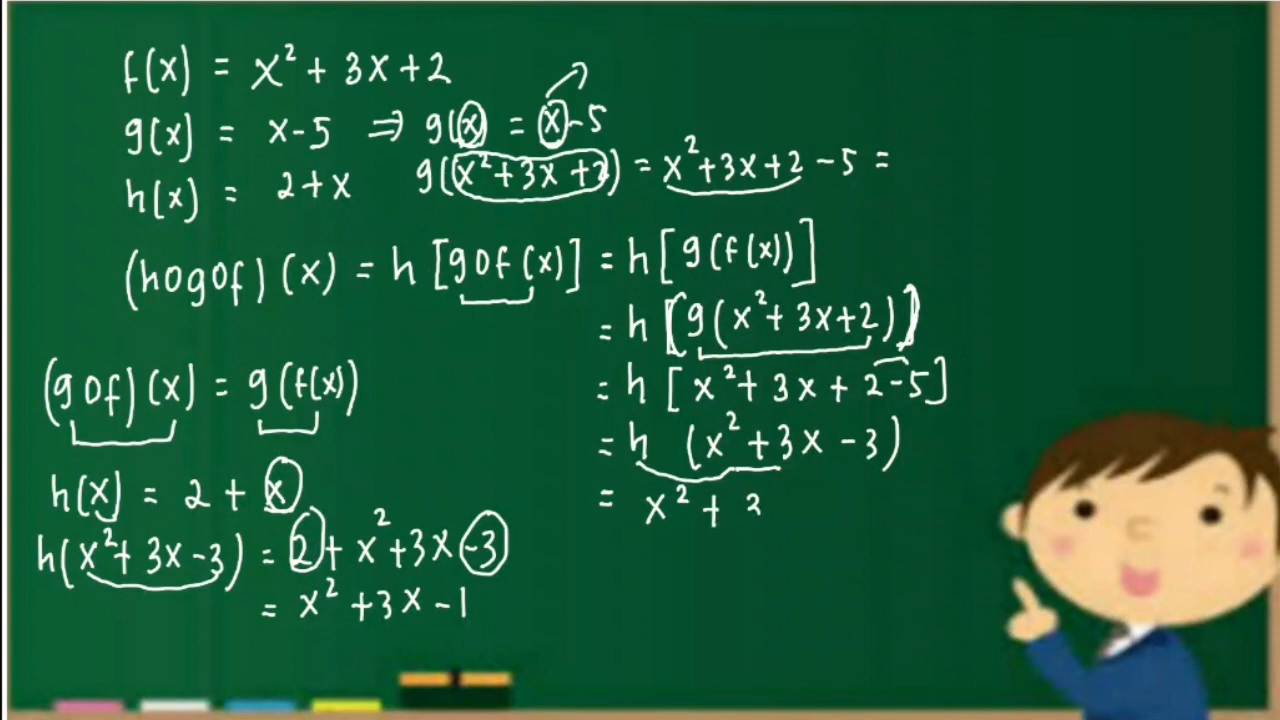 f(x) = x² + 3x + 2
g(x) = x - 5 ⇒ g(x) = x - 5
g(x² + 3x + 2) = x² + 3x + 2 - 5 =
h(x) = 2 + x
(hogof) (x) = h [gof(x)] = h [g(f(x))]
= h [g(x² + 3x + 2)]
(gof) (x) = g(f(x))
= h [x² + 3x + 2 - 5]
= h (x² + 3x - 3)
h(x) = 2 + x
= x² + 3
h(x² + 3x - 3) = 2 + x² + 3x - 3
= x² + 3x - 1